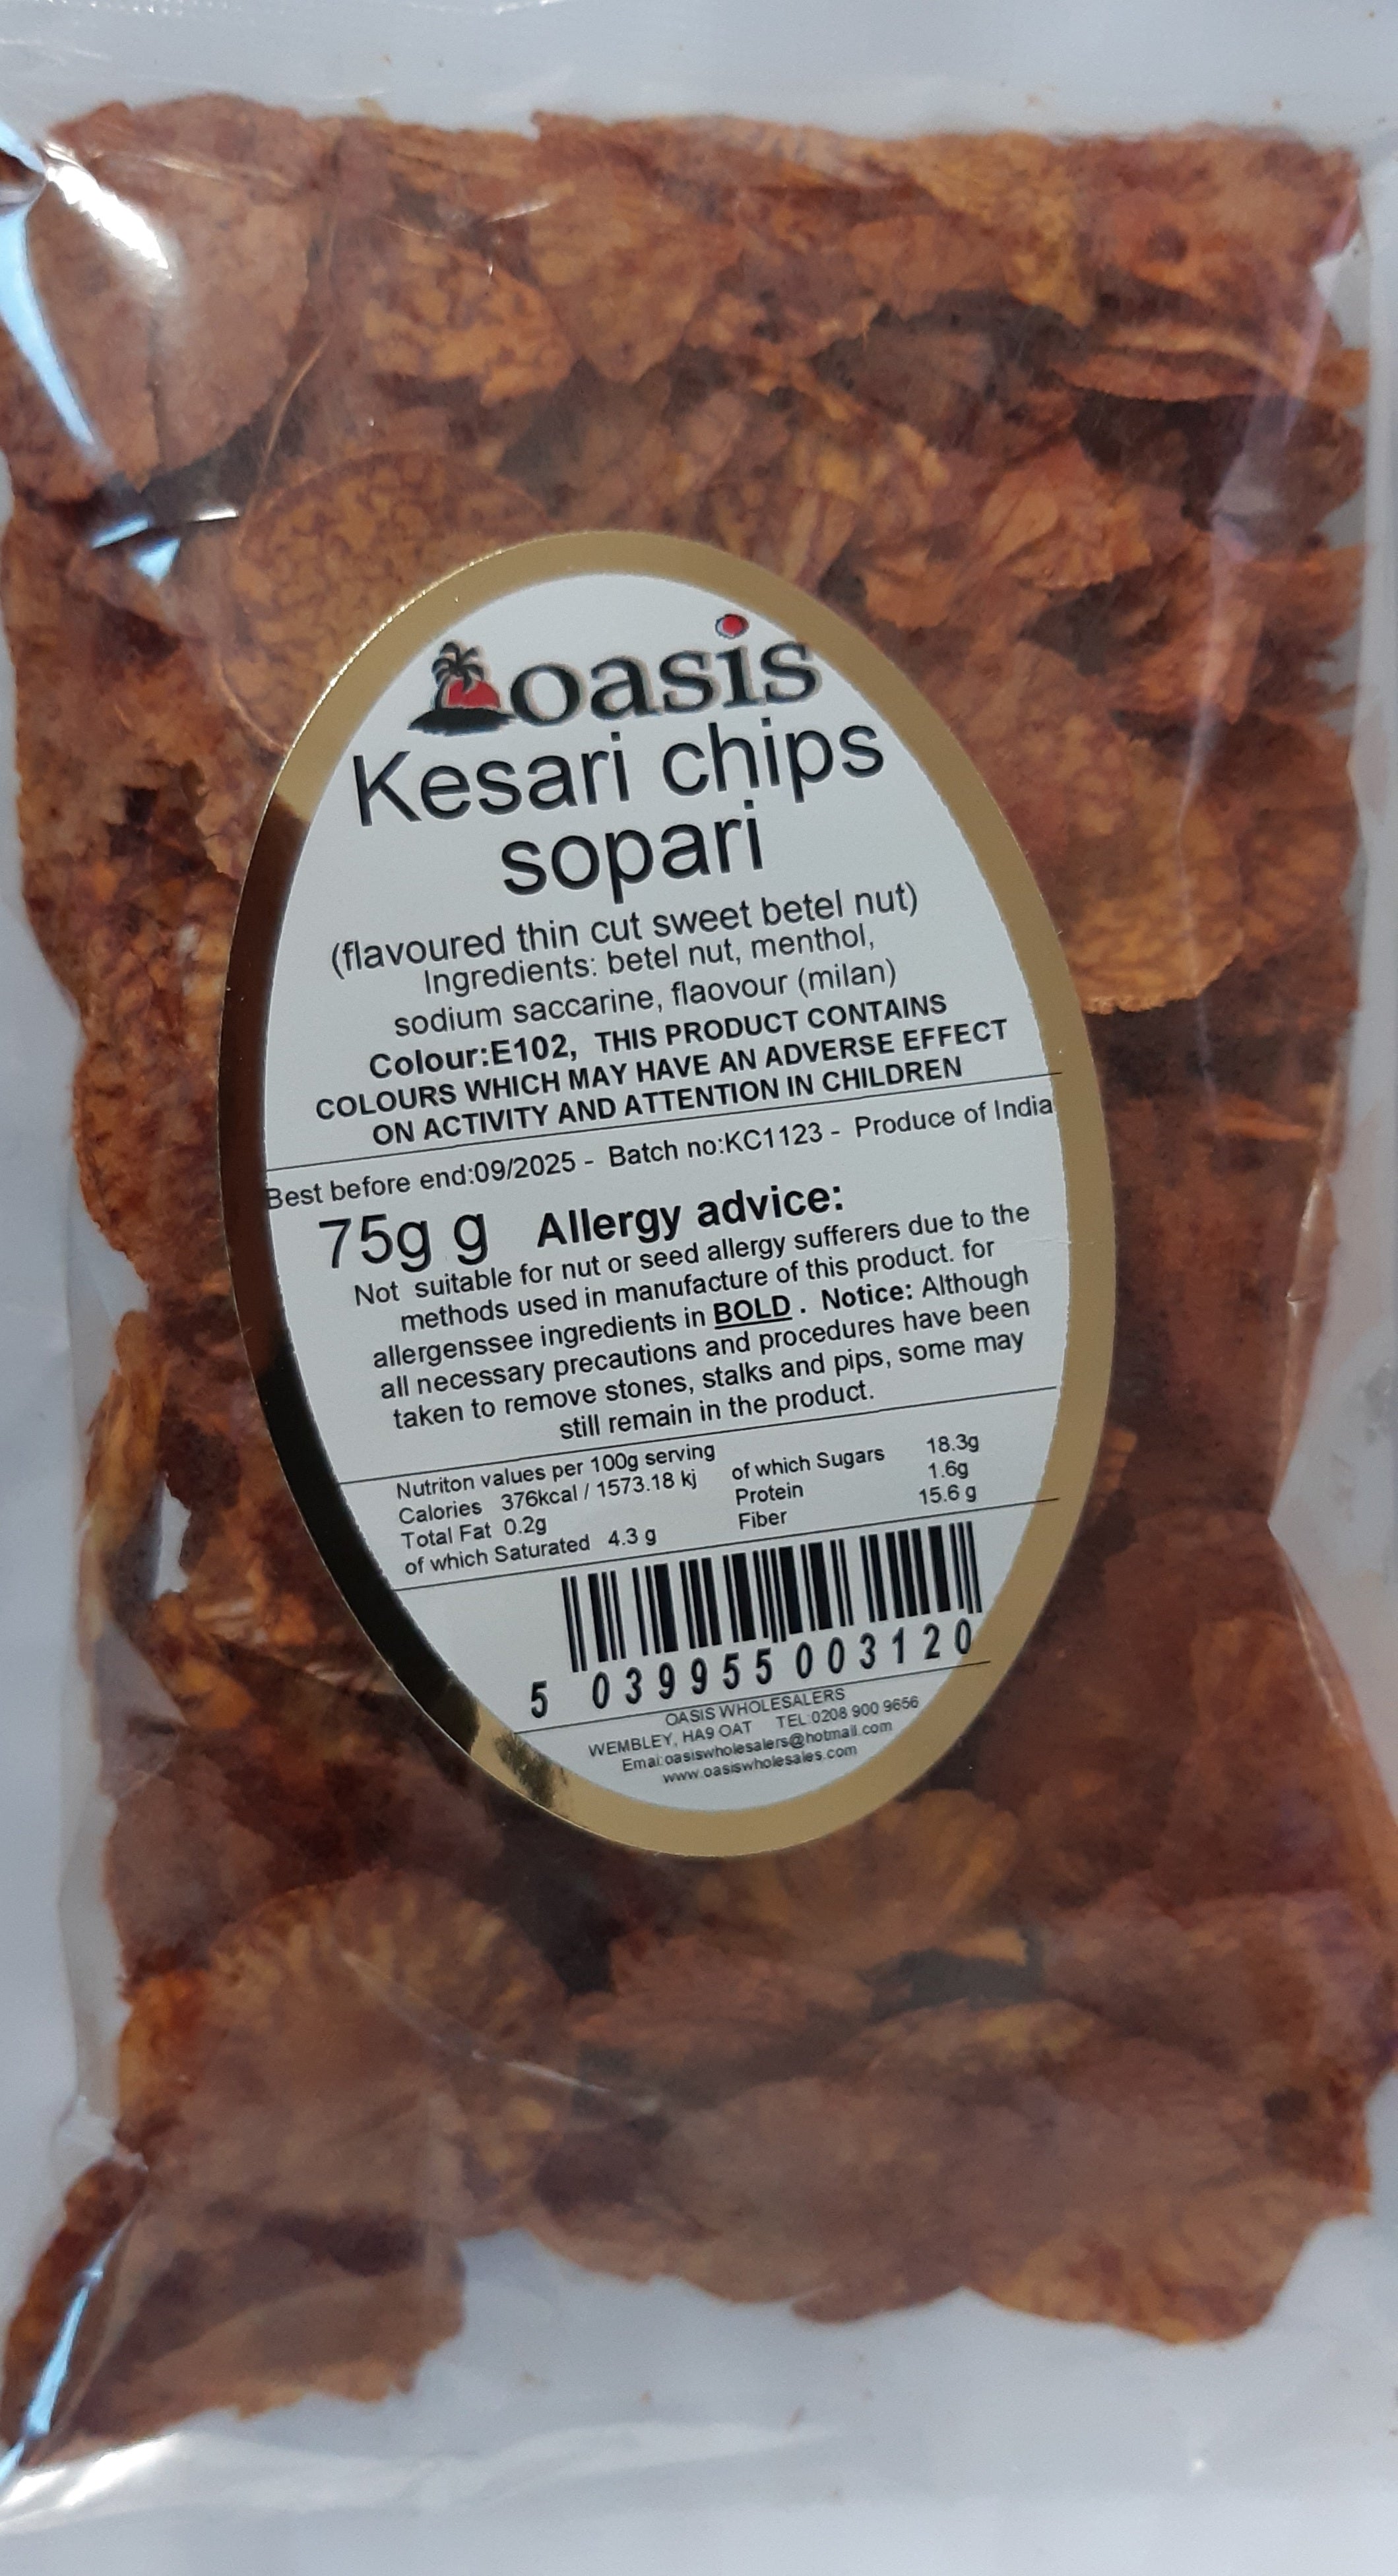 oasis
Kesari chips
sopari
(flavoured thin cut sweet betel nut)
Ingredients: betel nut, menthol,
sodium saccarine, flaovour (milan)
Colour:E102, THIS PRODUCT CONTAINS
COLOURS WHICH MAY HAVE AN ADVERSE EFFECT
ON ACTIVITY AND ATTENTION IN CHILDREN
Best before end:09/2025 - Batch no:KC1123 - Produce of India
75g g Allergy advice:
Not suitable for nut or seed allergy sufferers due to the
methods used in manufacture of this product. for
allergenssee ingredients in BOLD . Notice: Although
all necessary precautions and procedures have been
taken to remove stones, stalks and pips, some may
still remain in the product.
Nutriton values per 100g serving
Calories 376kcal / 1573.18 kj
Total Fat 0.2g
of which Saturated 4.3 g
of which Sugars 18.3g
Protein 1.6g
Fiber 15.6 g
5 039955 003120
OASIS WHOLESALERS
WEMBLEY, HA9 OAT TEL:0208 900 9656
Emai:oasiswholesalers@hotmail.com
www.oasiswholesales.com